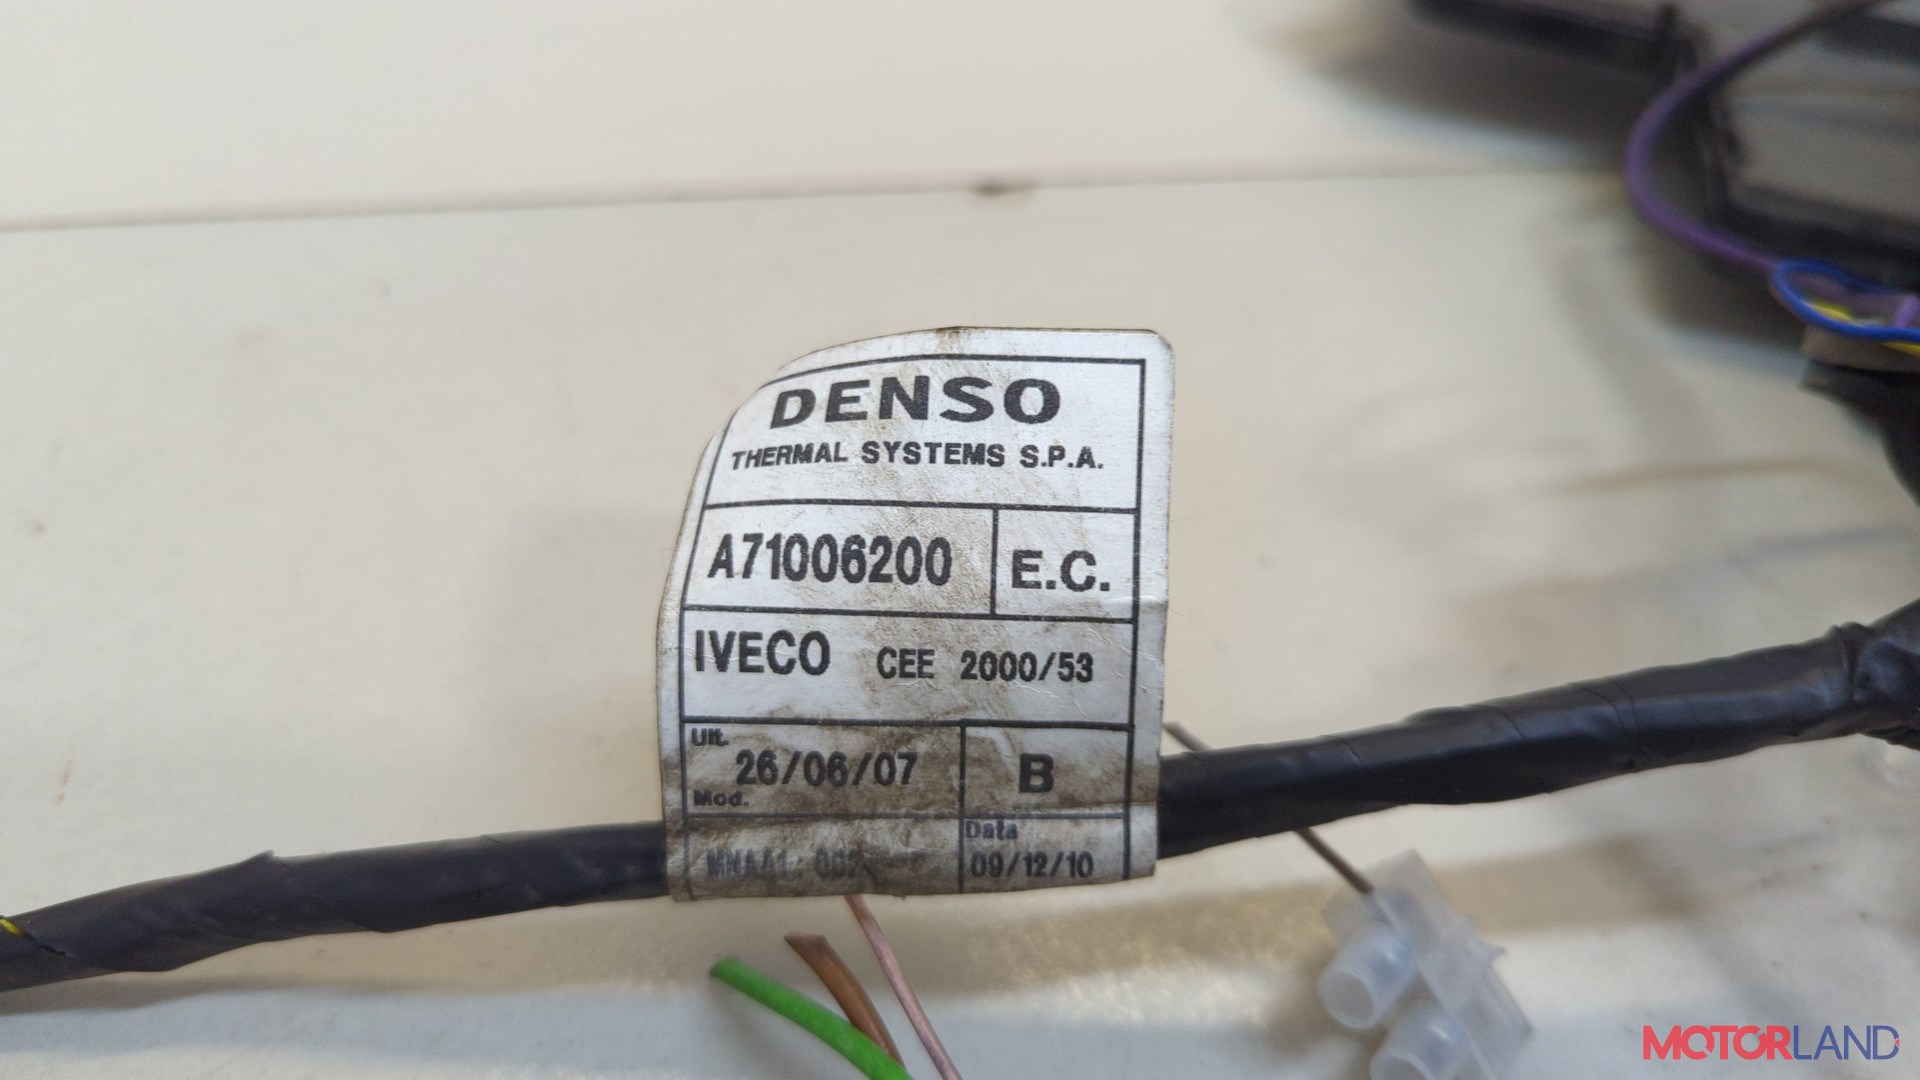 DENSO
THERMAL SYSTEMS S.P.A.
A71006200 E.C.
IVECO CEE 2000/53
Ult.
26/06/07 B
Mod.
Data
09/12/10
MOTORLAND